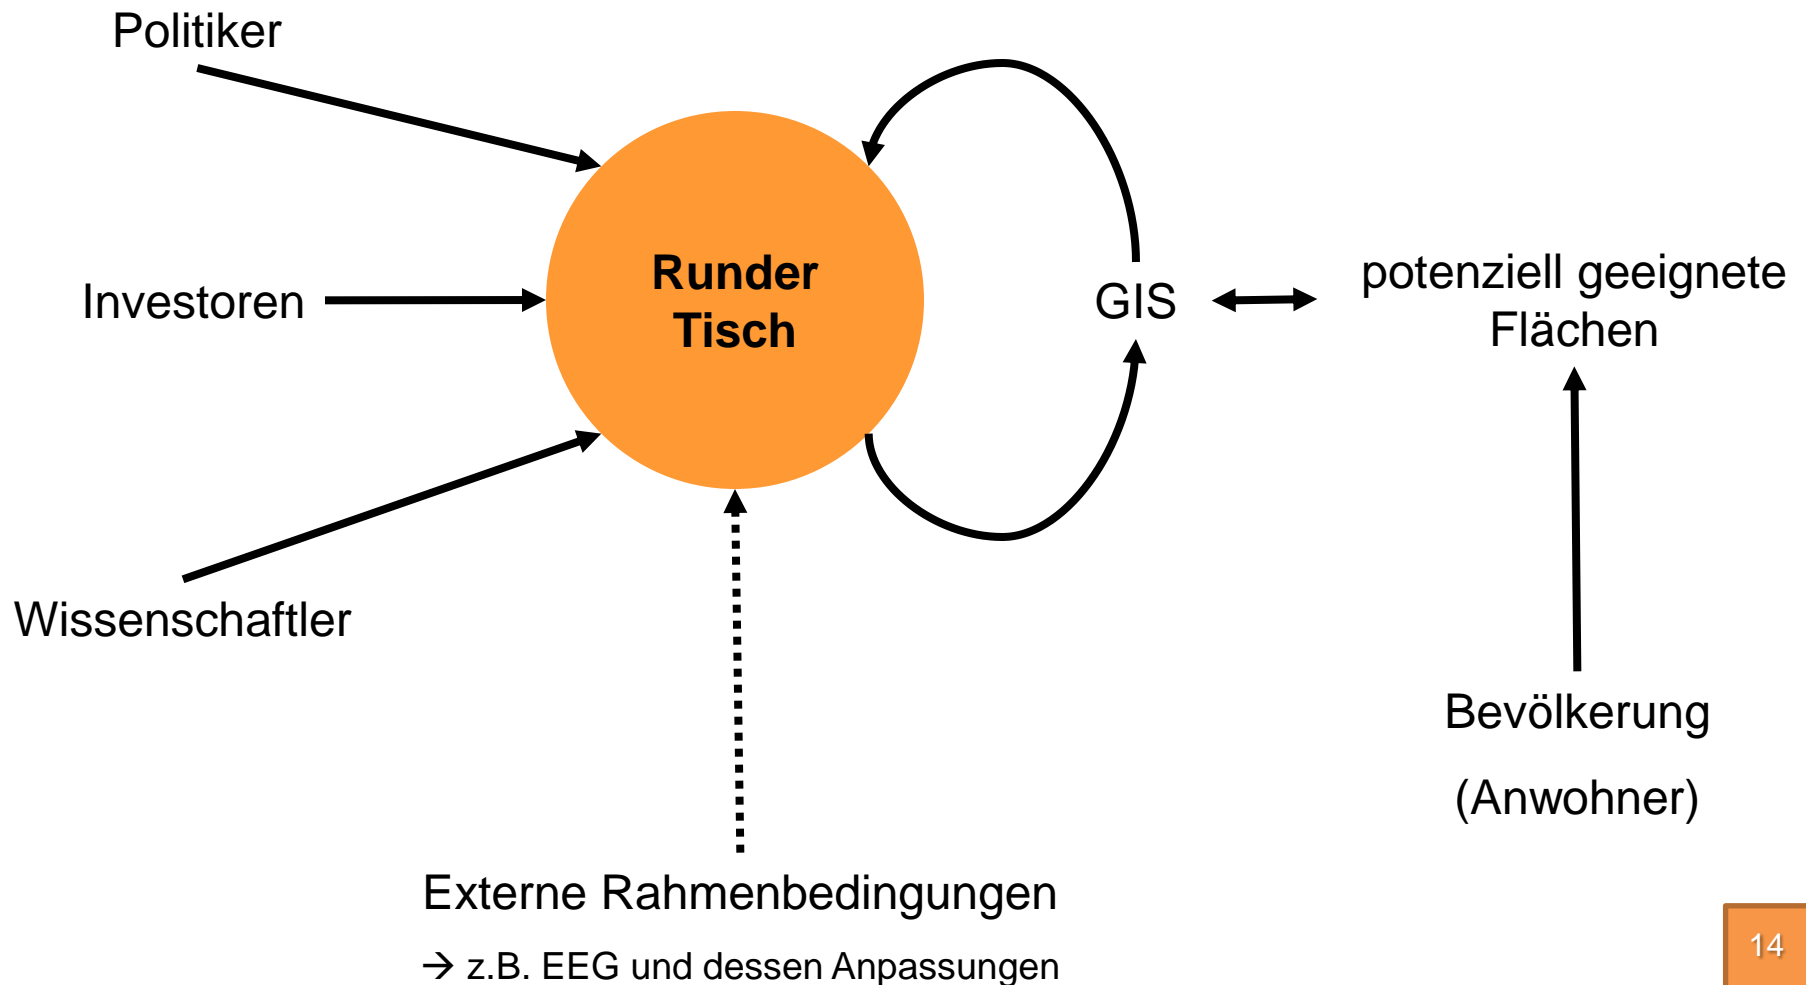 Politiker
Runder
Tisch
Investoren
GIS
potenziell geeignete
Flächen
Wissenschaftler
Bevölkerung
(Anwohner)
Externe Rahmenbedingungen
→ z.B. EEG und dessen Anpassungen
14